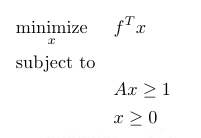 minimize f^T x
x
subject to
Ax ≥ 1
x ≥ 0